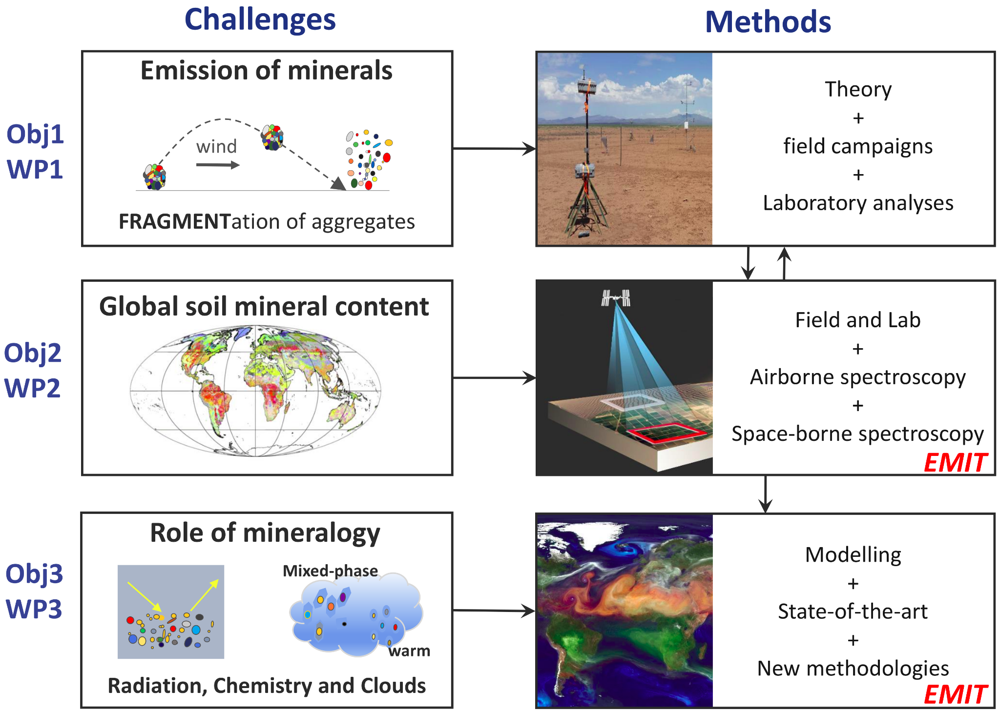 Challenges
Methods
Obj1
WP1
Emission of minerals
wind
FRAGMENTation of aggregates
Theory
+
field campaigns
+
Laboratory analyses
Obj2
WP2
Global soil mineral content
Field and Lab
+
Airborne spectroscopy
+
Space-borne spectroscopy
EMIT
Obj3
WP3
Role of mineralogy
Mixed-phase
warm
Radiation, Chemistry and Clouds
Modelling
+
State-of-the-art
+
New methodologies
EMIT